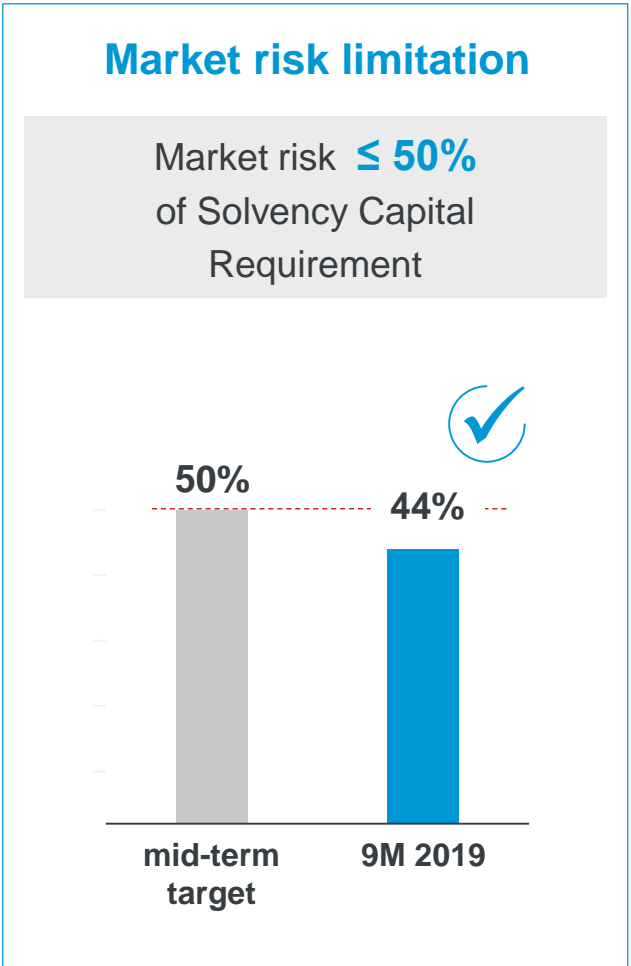 Market risk limitation
Market risk ≤ 50%
of Solvency Capital
Requirement
50%
44%
mid-term
target
9M 2019